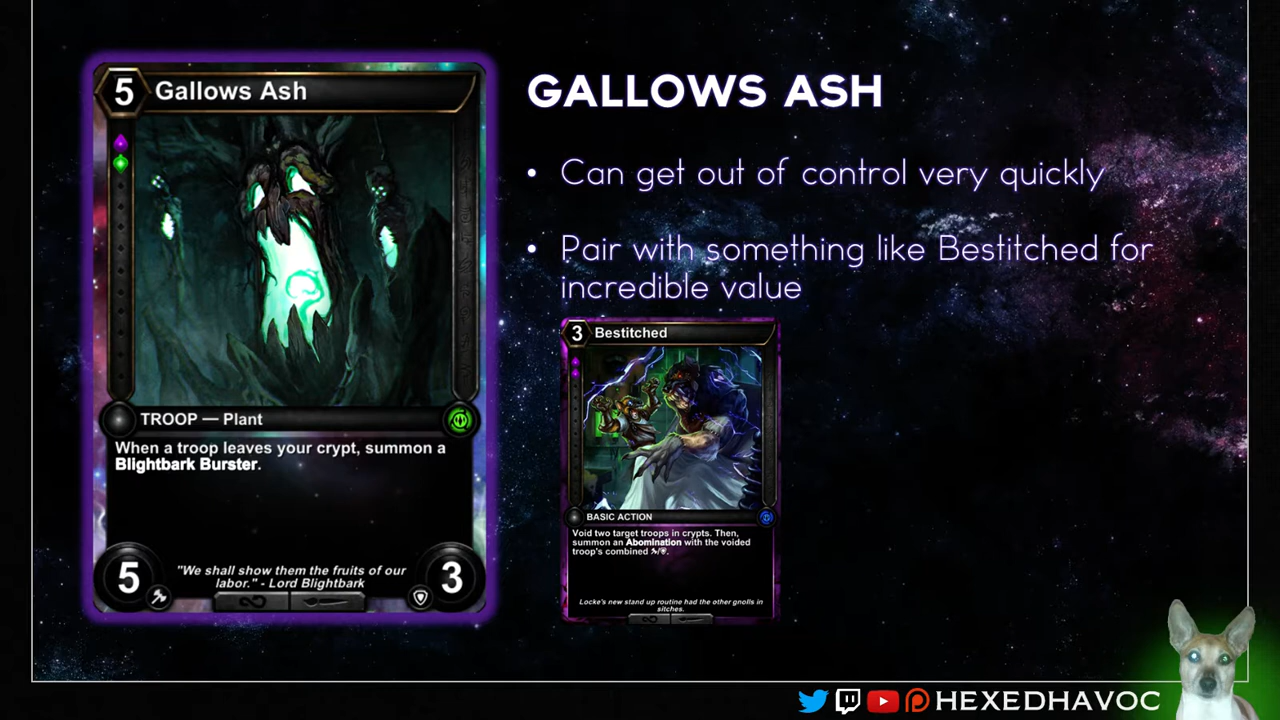 5 Gallows Ash
TROOP — Plant
When a troop leaves your crypt, summon a
Blightbark Burster.
"We shall show them the fruits of our
labor." - Lord Blightbark
5
3
GALLOWS ASH
• Can get out of control very quickly
• Pair with something like Bestitched for
incredible value
3 Bestitched
BASIC ACTION
Void two target troops in crypts. Then,
summon an Abomination with the voided
troop's combined /.
Locke's new stand up routine had the other gnolls in
sitches.
HEXEDHAVOC